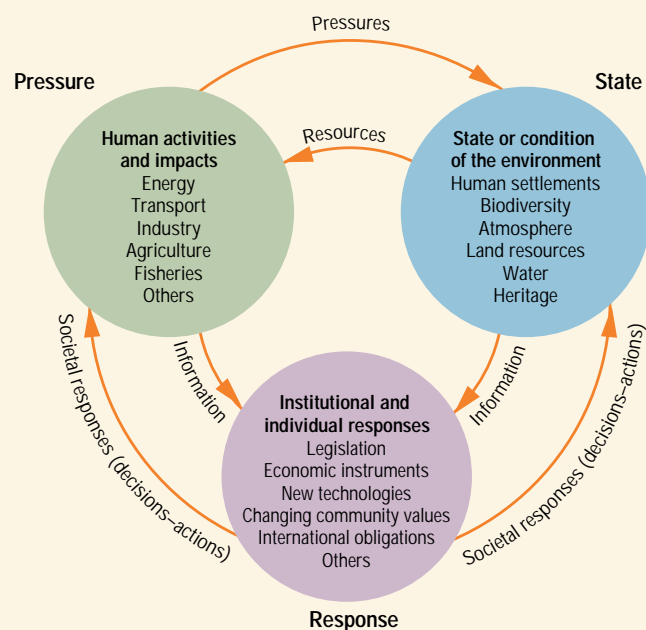 Pressures
Pressure
State
Resources
Human activities
and impacts
Energy
Transport
Industry
Agriculture
Fisheries
Others
State or condition
of the environment
Human settlements
Biodiversity
Atmosphere
Land resources
Water
Heritage
Societal responses (decisions–actions)
Information
Information
Societal responses (decisions–actions)
Institutional and
individual responses
Legislation
Economic instruments
New technologies
Changing community values
International obligations
Others
Response